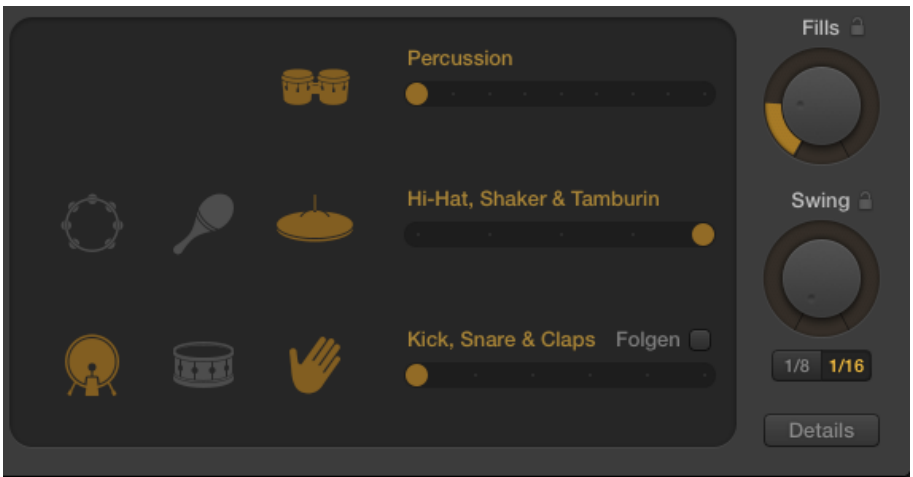 Fills
Percussion
Swing
Hi-Hat, Shaker & Tamburin
Kick, Snare & Claps Folgen
1/8 1/16
Details